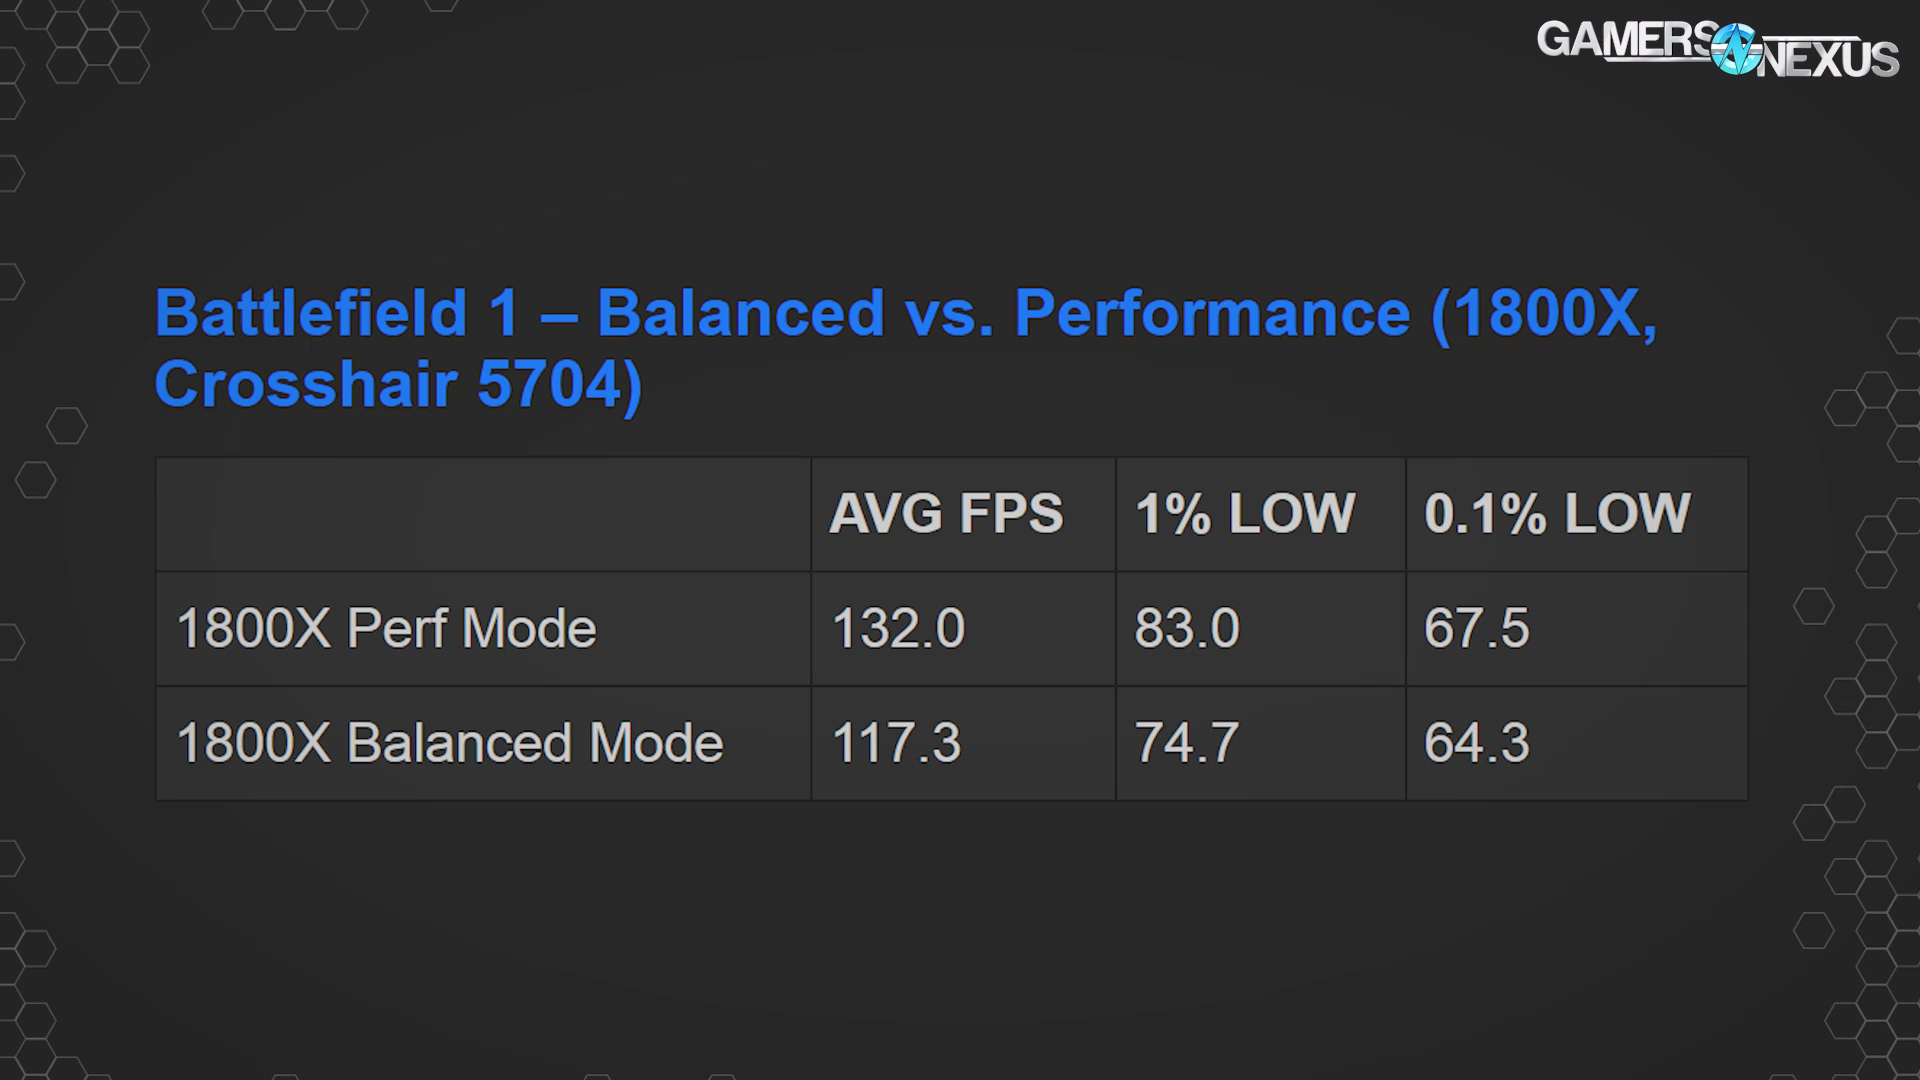 GAMERS NEXUS
Battlefield 1 – Balanced vs. Performance (1800X,
Crosshair 5704)
AVG FPS 1% LOW 0.1% LOW
1800X Perf Mode 132.0 83.0 67.5
1800X Balanced Mode 117.3 74.7 64.3